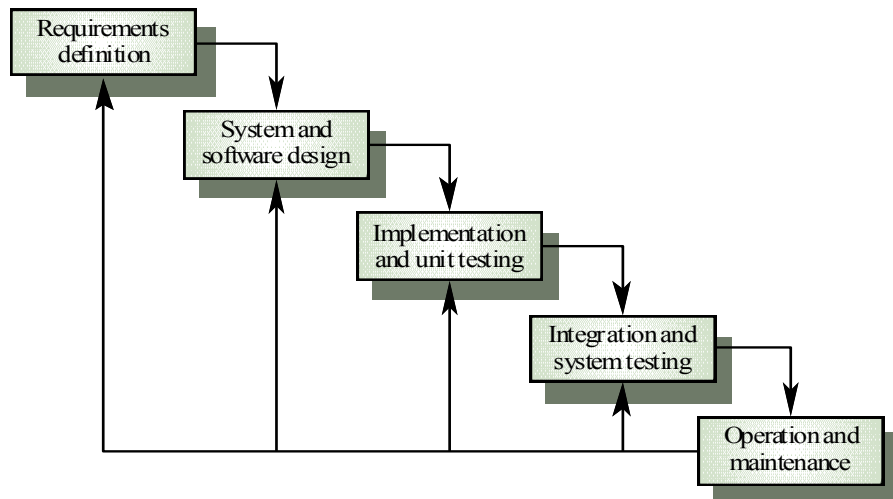 Requirements
definition
System and
software design
Implementation
and unit testing
Integration and
system testing
Operation and
maintenance